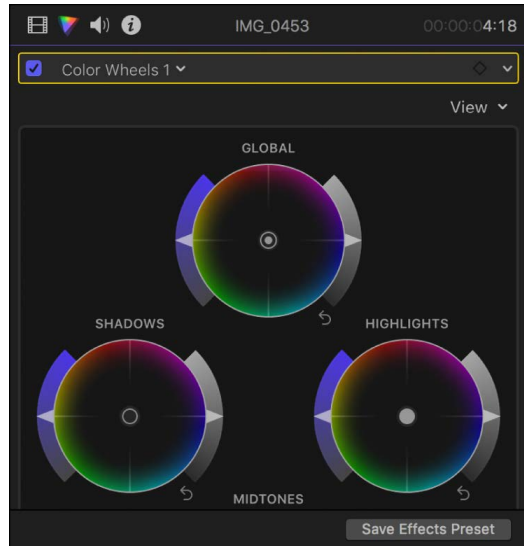 IMG_0453 00:00:04:18
Color Wheels 1
View
GLOBAL
SHADOWS HIGHLIGHTS
MIDTONES
Save Effects Preset